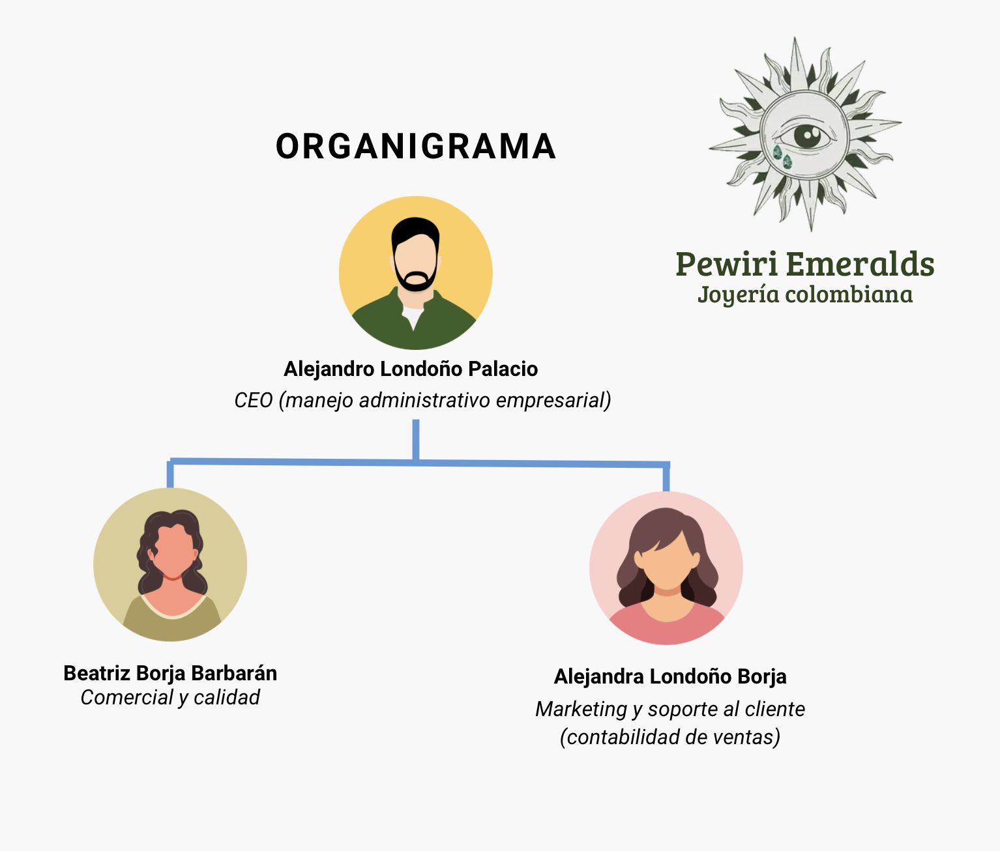 ORGANIGRAMA
Pewiri Emeralds
Joyería colombiana
Alejandro Londoño Palacio
CEO (manejo administrativo empresarial)
Beatriz Borja Barbarán
Comercial y calidad
Alejandra Londoño Borja
Marketing y soporte al cliente
(contabilidad de ventas)